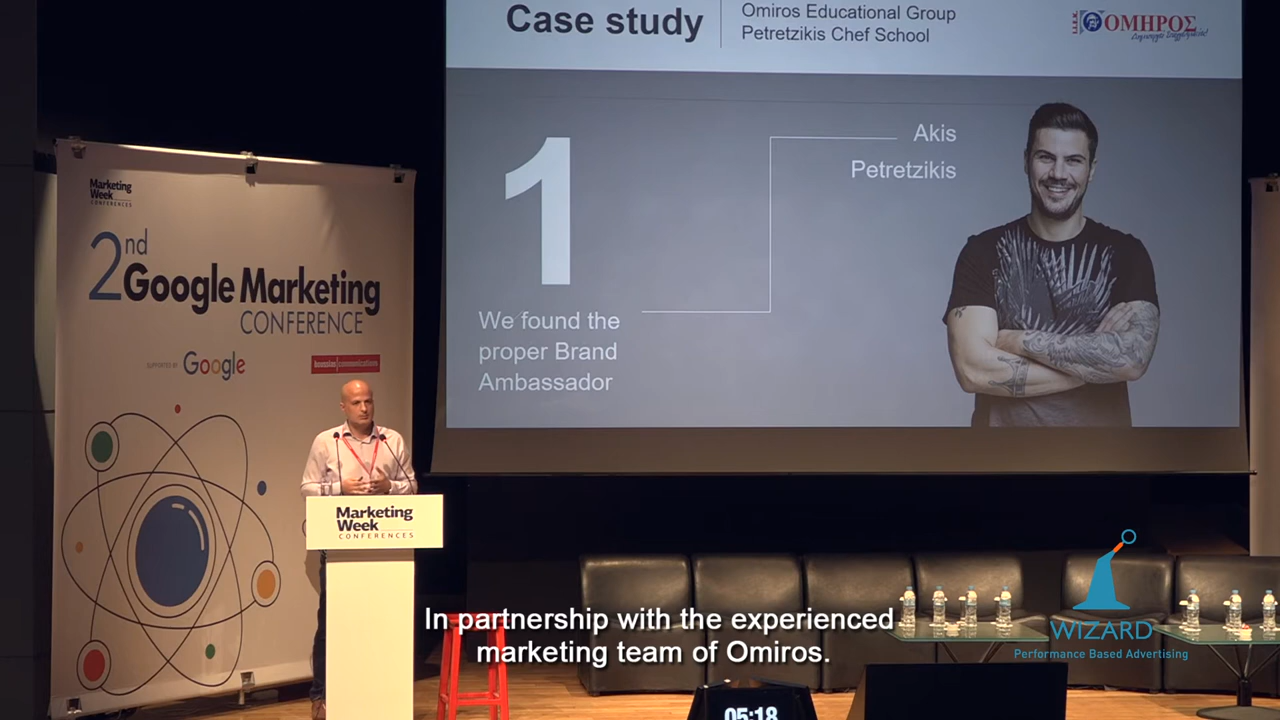 Case study
Omiros Educational Group
Petretzikis Chef School
Ι.Ι.Ε.Κ.
ΟΜΗΡΟΣ
Akis
Petretzikis
1
We found the
proper Brand
Ambassador
Marketing
Week
CONFERENCES
2nd
Google Marketing
CONFERENCE
SUPPORTED BY
Google
Marketing
Week
CONFERENCES
In partnership with the experienced
marketing team of Omiros.
WIZARD
Performance Based Advertising
05:18